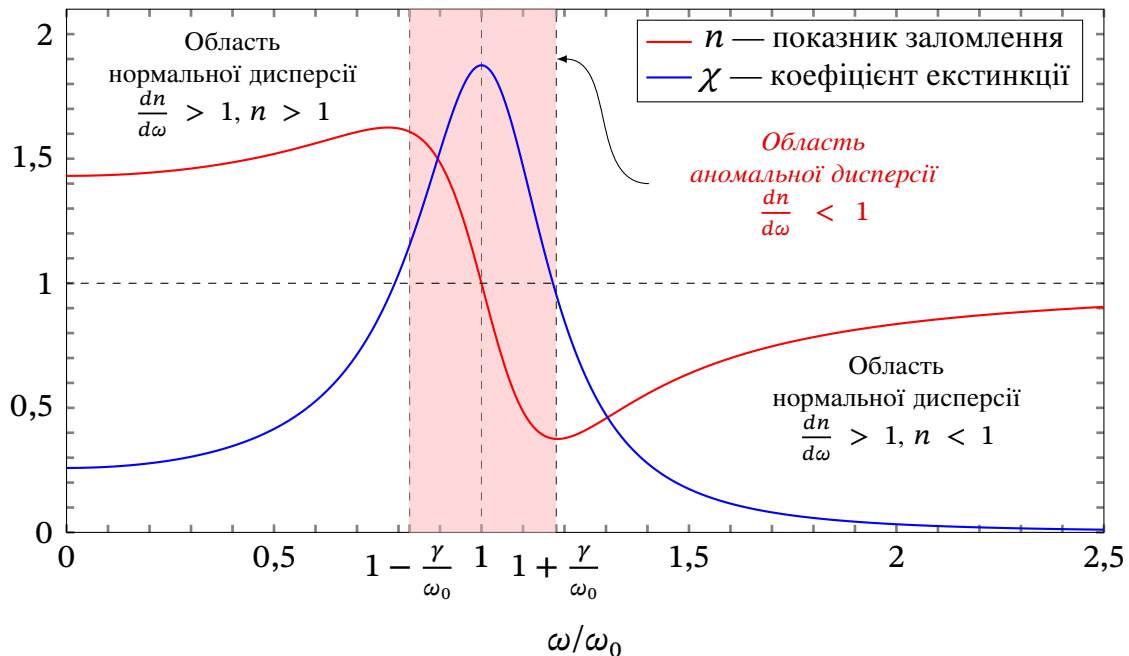 2
1,5
1
0,5
0
Область
нормальної дисперсії
dn/dω > 1, n > 1
n — показник заломлення
χ — коефіцієнт екстинкції
Область
аномальної дисперсії
dn/dω < 1
Область
нормальної дисперсії
dn/dω > 1, n < 1
0 0,5 1 − γ/ω₀ 1 1 + γ/ω₀ 1,5 2 2,5
ω/ω₀